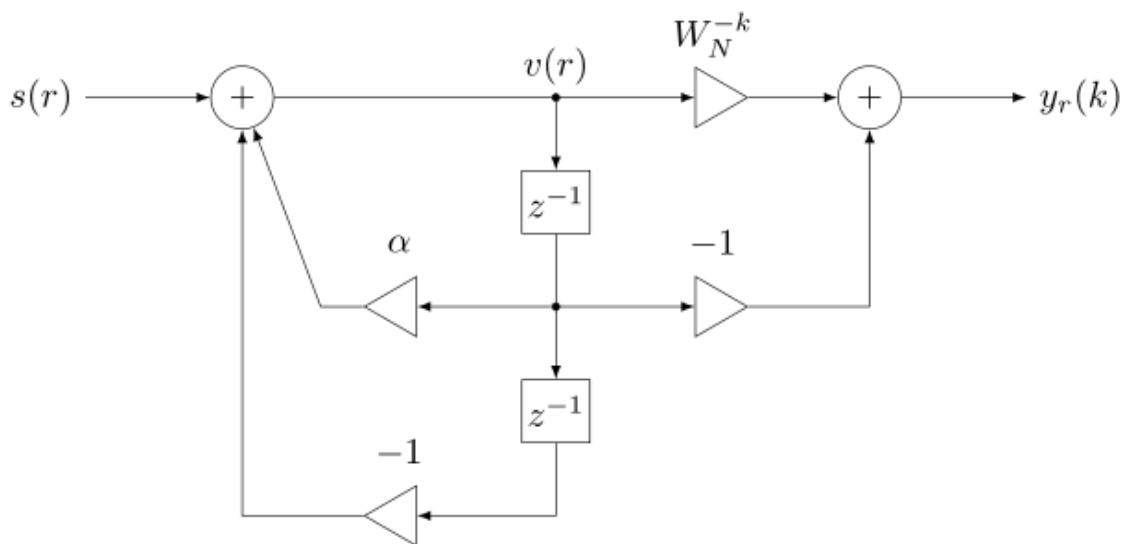 W_N^{-k}
v(r)
s(r) + + y_r(k)
z^{-1}
α -1
z^{-1}
-1